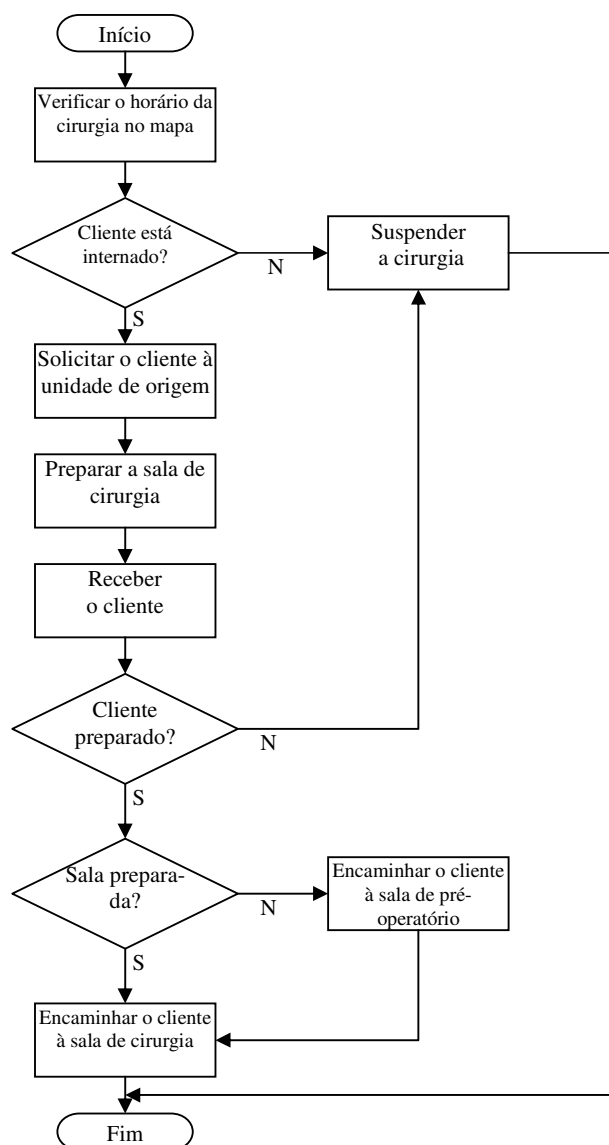 Início
Verificar o horário da
cirurgia no mapa
Cliente está
internado?
N
Suspender
a cirurgia
S
Solicitar o cliente à
unidade de origem
Preparar a sala de
cirurgia
Receber
o cliente
Cliente
preparado?
N
S
Sala prepara-
da?
N
Encaminhar o cliente
à sala de pré-
operatório
S
Encaminhar o cliente
à sala de cirurgia
Fim